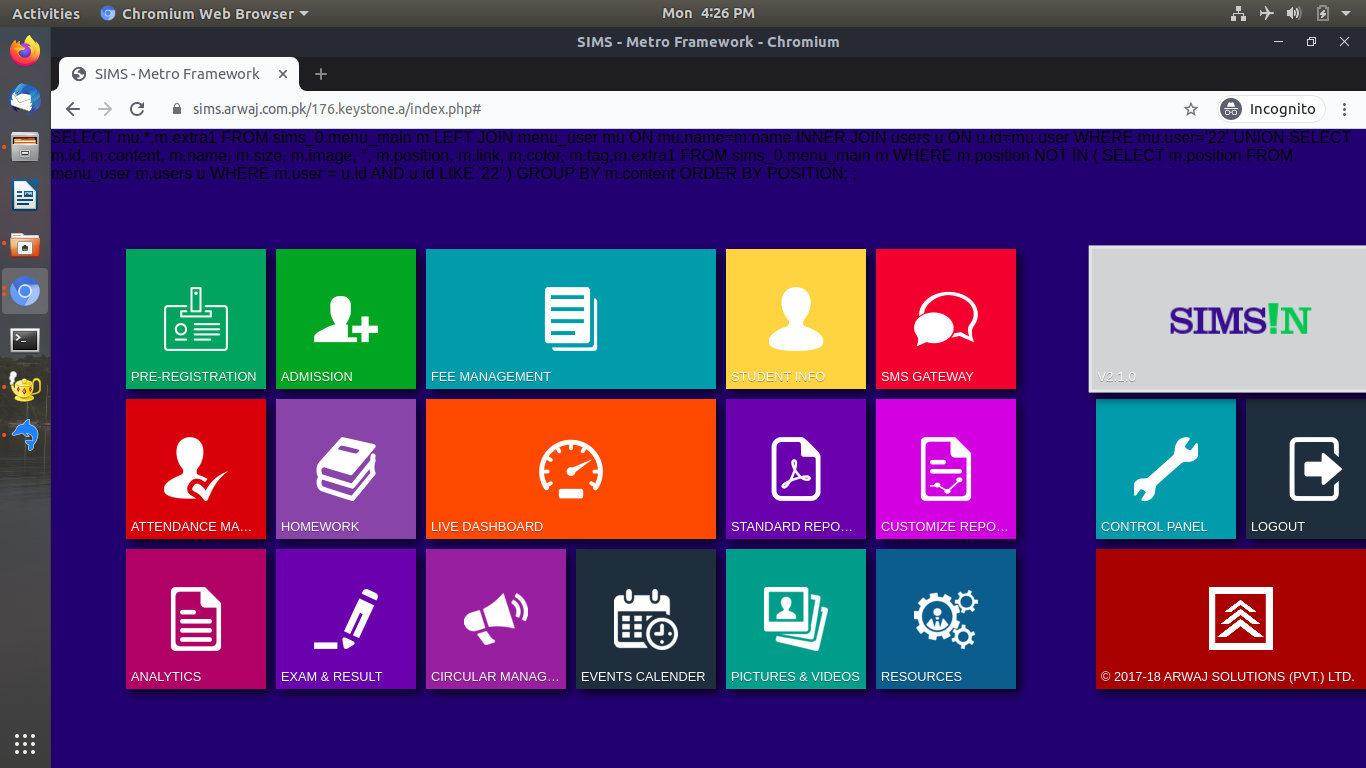 Activities
Chromium Web Browser
Mon 4:26 PM
SIMS - Metro Framework - Chromium
SIMS - Metro Framework
sims.arwaj.com.pk/176.keystone.a/index.php#
Incognito
SELECT mu.*,m.extra1 FROM sims_0.menu_main m LEFT JOIN menu_user mu ON mu.name=m.name INNER JOIN users u ON u.id=mu.user WHERE mu.user='22' UNION SELECT
m.id, m.content, m.name, m.size, m.image, '', m.position, m.link, m.color, m.tag,m.extra1 FROM sims_0.menu_main m WHERE m.position NOT IN ( SELECT m.position FROM
menu_user m,users u WHERE m.user = u.id AND u.id LIKE '22' ) GROUP BY m.content ORDER BY POSITION; ;
PRE-REGISTRATION
ADMISSION
FEE MANAGEMENT
STUDENT INFO
SMS GATEWAY
SIMS!N
V2.1.0
ATTENDANCE MA...
HOMEWORK
LIVE DASHBOARD
STANDARD REPO...
CUSTOMIZE REPO...
CONTROL PANEL
LOGOUT
ANALYTICS
EXAM & RESULT
CIRCULAR MANAG...
EVENTS CALENDER
PICTURES & VIDEOS
RESOURCES
© 2017-18 ARWAJ SOLUTIONS (PVT.) LTD.